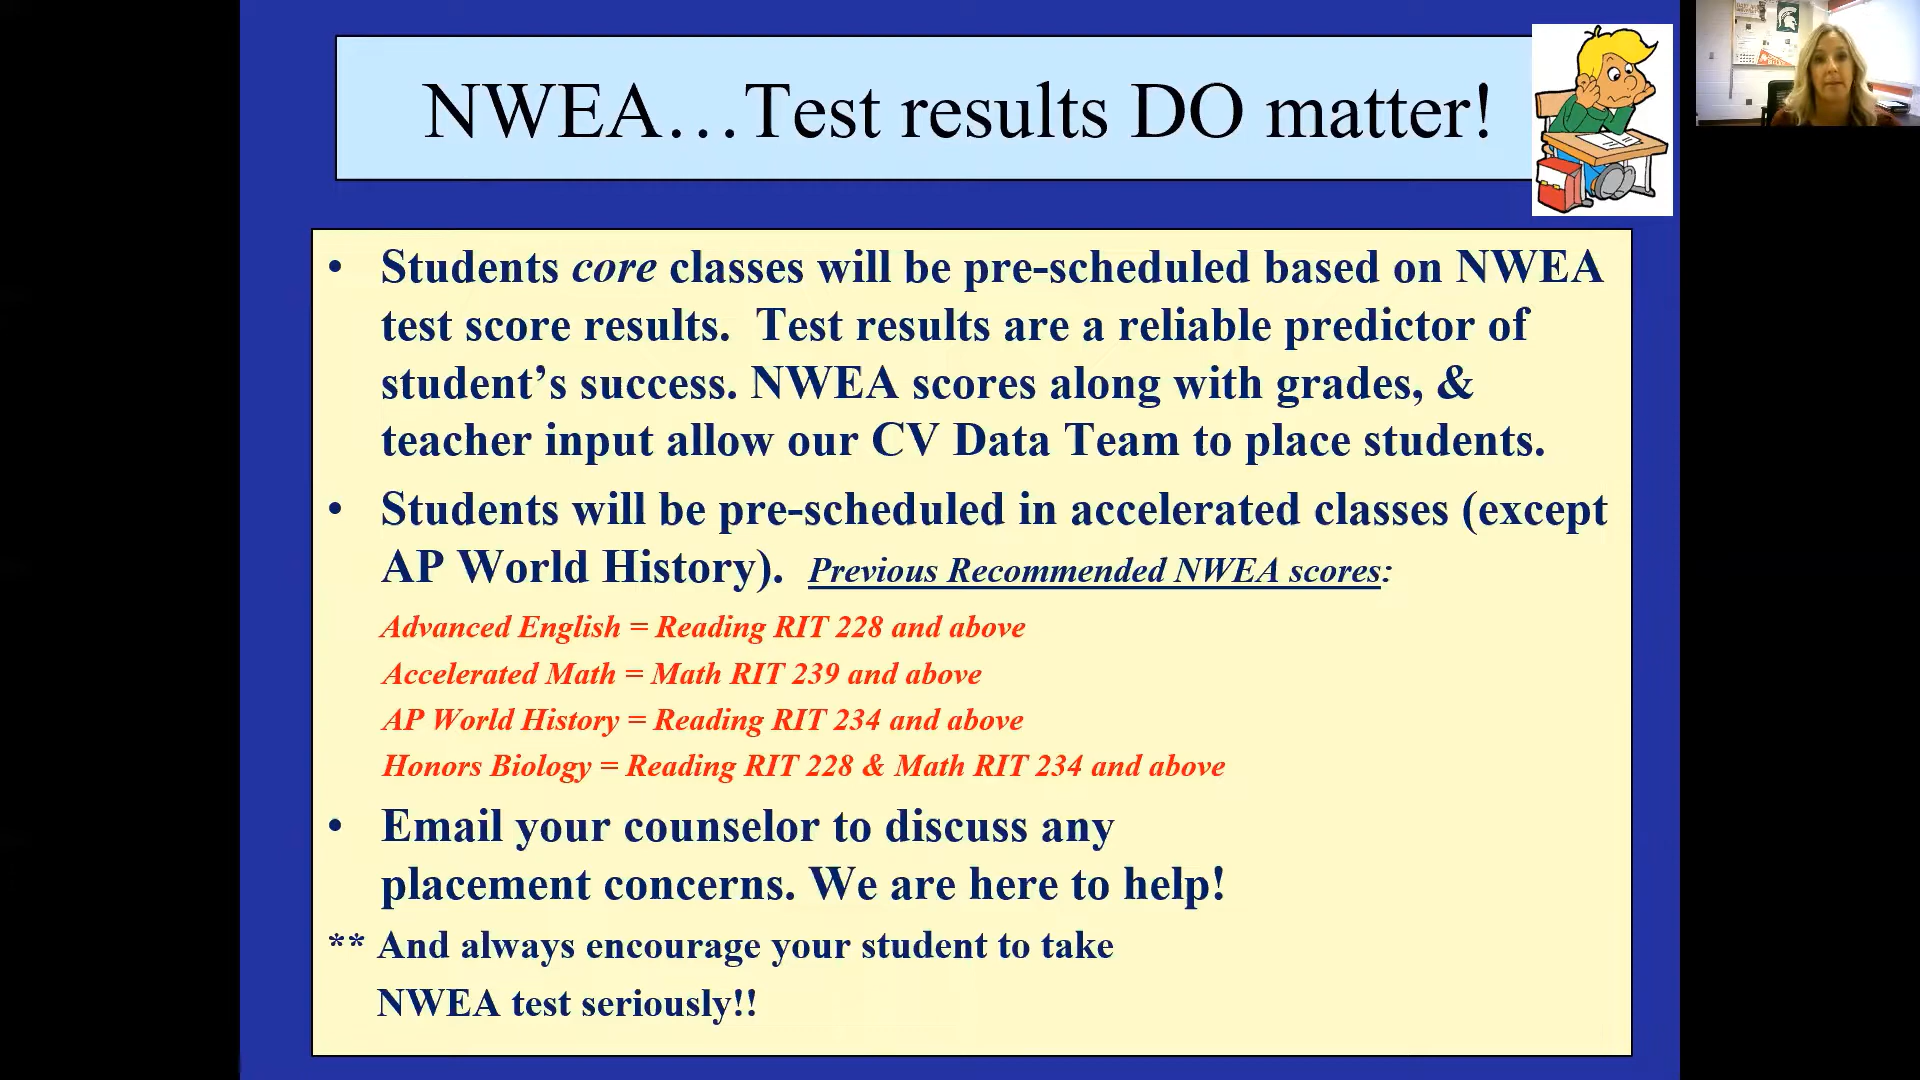 NWEA…Test results DO matter!
• Students core classes will be pre-scheduled based on NWEA
test score results.  Test results are a reliable predictor of
student’s success. NWEA scores along with grades, &
teacher input allow our CV Data Team to place students.
• Students will be pre-scheduled in accelerated classes (except
AP World History).  Previous Recommended NWEA scores:
Advanced English = Reading RIT 228 and above
Accelerated Math = Math RIT 239 and above
AP World History = Reading RIT 234 and above
Honors Biology = Reading RIT 228 & Math RIT 234 and above
• Email your counselor to discuss any
placement concerns. We are here to help!
** And always encourage your student to take
NWEA test seriously!!